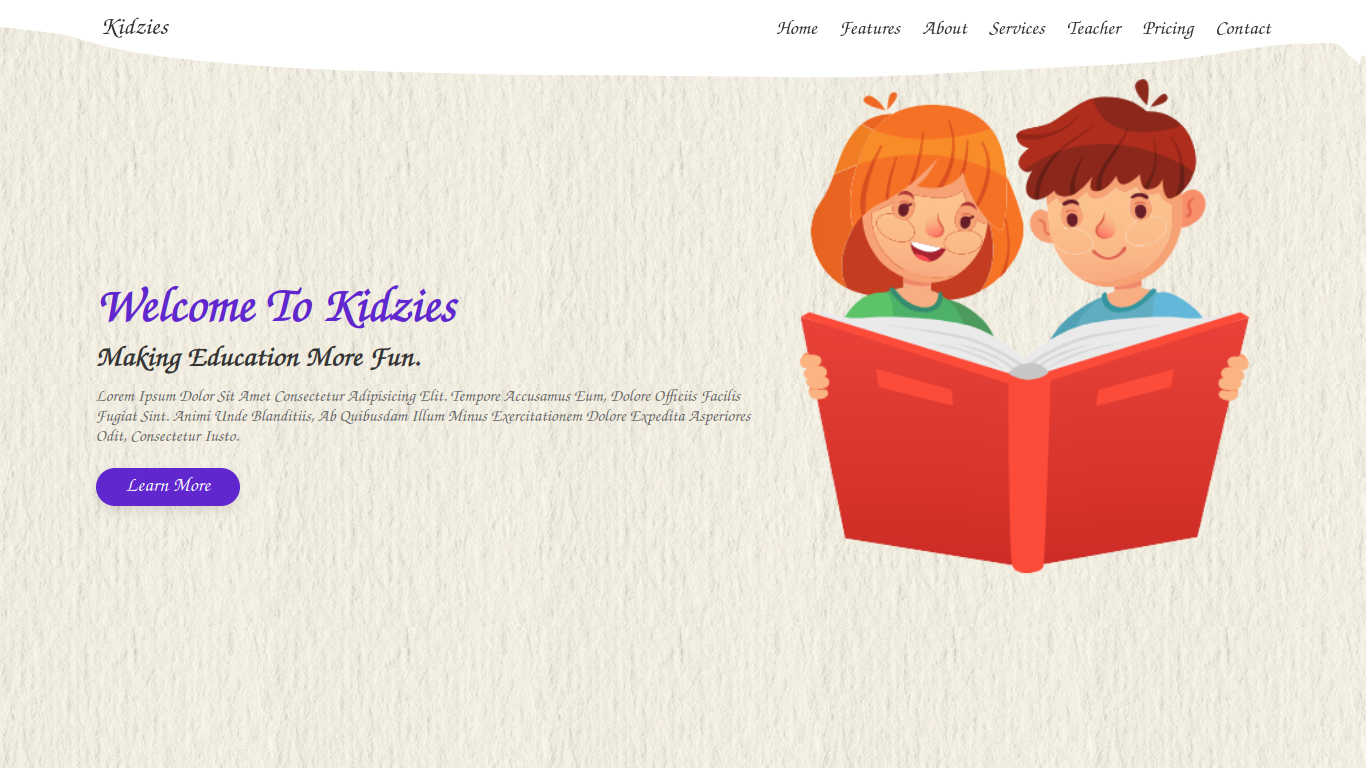 Kidzies
Home Features About Services Teacher Pricing Contact
Welcome To Kidzies
Making Education More Fun.
Lorem Ipsum Dolor Sit Amet Consectetur Adipisicing Elit. Tempore Accusamus Eum, Dolore Officiis Facilis
Fugiat Sint. Animi Unde Blanditiis, Ab Quibusdam Illum Minus Exercitationem Dolore Expedita Asperiores
Odit, Consectetur Iusto.
Learn More